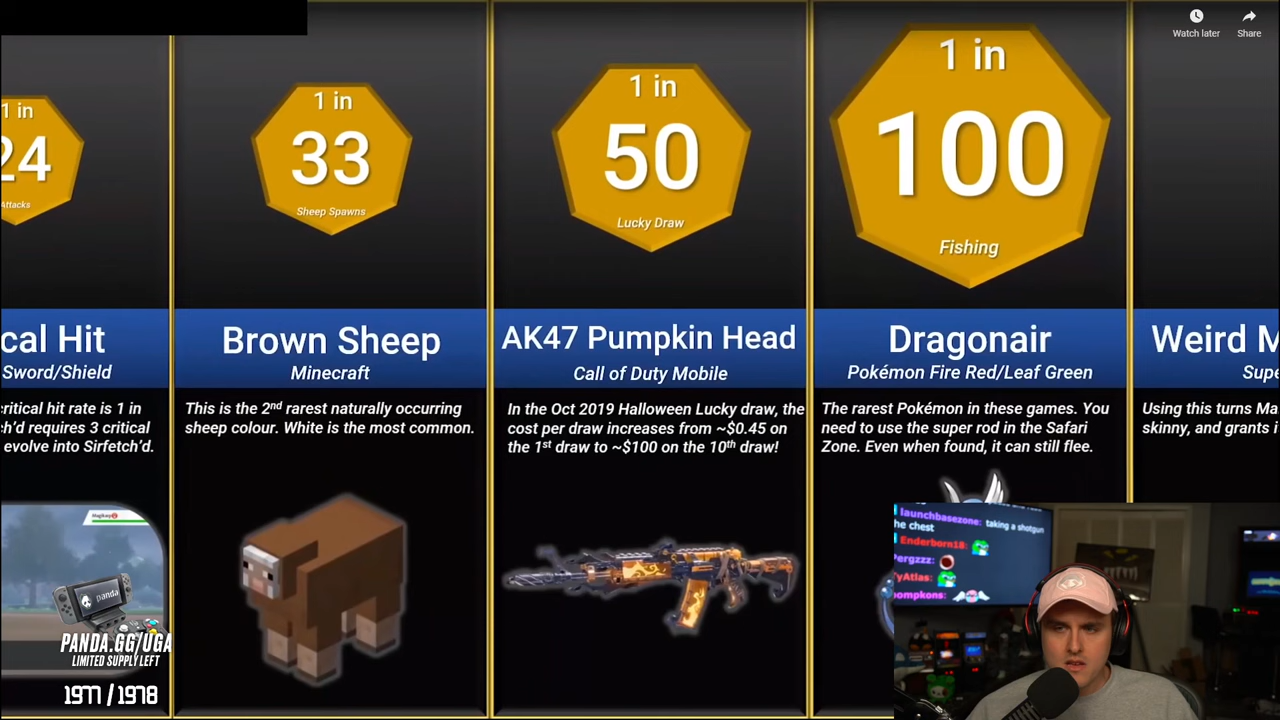 Watch later
Share
1 in
24
Attacks
cal Hit
Sword/Shield
ritical hit rate is 1 in
ch'd requires 3 critical
evolve into Sirfetch'd.
1 in
33
Sheep Spawns
Brown Sheep
Minecraft
This is the 2nd rarest naturally occurring
sheep colour. White is the most common.
1 in
50
Lucky Draw
AK47 Pumpkin Head
Call of Duty Mobile
In the Oct 2019 Halloween Lucky draw, the
cost per draw increases from ~$0.45 on
the 1st draw to ~$100 on the 10th draw!
1 in
100
Fishing
Dragonair
Pokémon Fire Red/Leaf Green
The rarest Pokémon in these games. You
need to use the super rod in the Safari
Zone. Even when found, it can still flee.
Weird M
Supe
Using this turns Ma
skinny, and grants i
panda
PANDA.GG/UGA
LIMITED SUPPLY LEFT
1977 / 1978
launchbasezone: taking a shotgun
he chest
Enderborn18:
Pergzzz:
yAtlas:
oompkons: